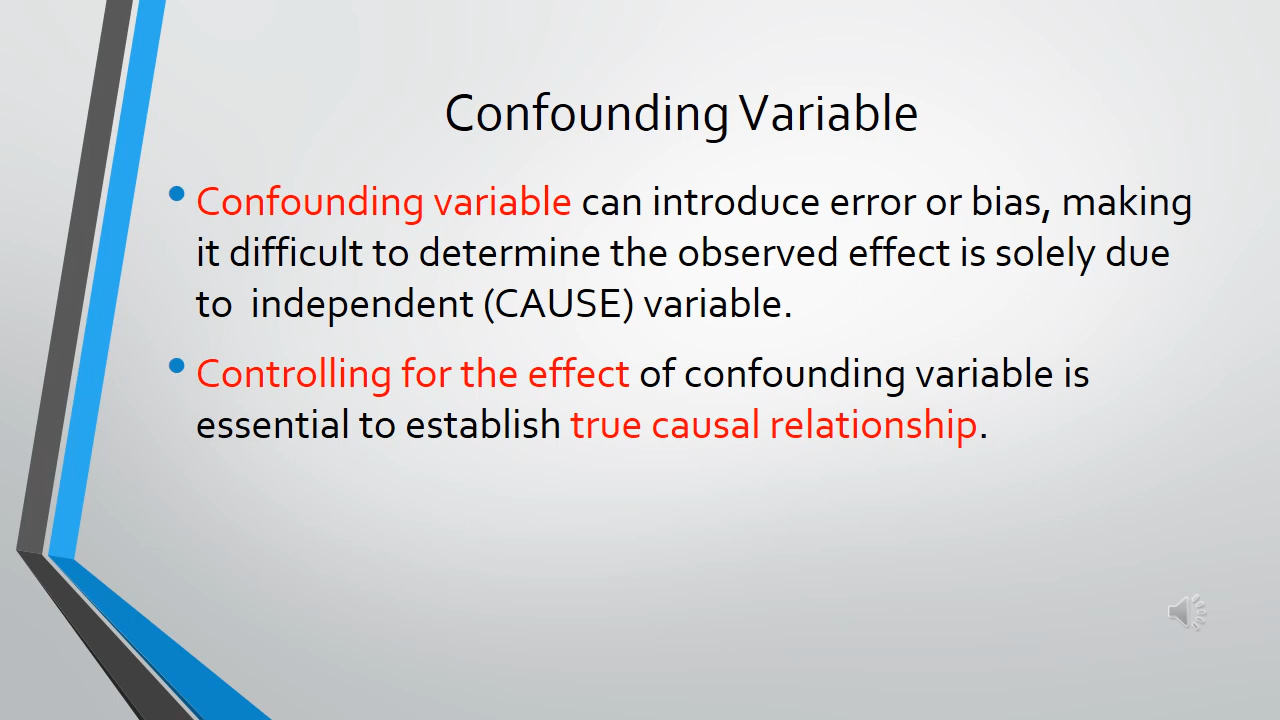 Confounding Variable
• Confounding variable can introduce error or bias, making
it difficult to determine the observed effect is solely due
to  independent (CAUSE) variable.
• Controlling for the effect of confounding variable is
essential to establish true causal relationship.